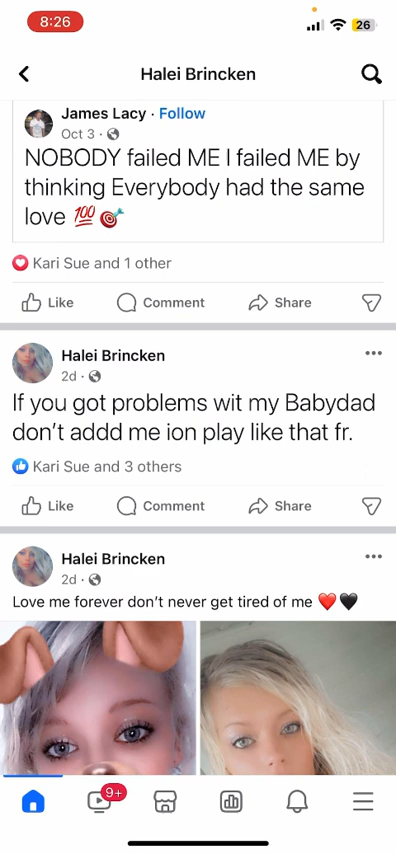 8:26
26
Halei Brincken
James Lacy · Follow
Oct 3 ·
NOBODY failed ME I failed ME by
thinking Everybody had the same
love 💯🎯
Kari Sue and 1 other
Like Comment Share
Halei Brincken
2d ·
If you got problems wit my Babydad
don't addd me ion play like that fr.
Kari Sue and 3 others
Like Comment Share
Halei Brincken
2d ·
Love me forever don't never get tired of me ❤️🖤
9+